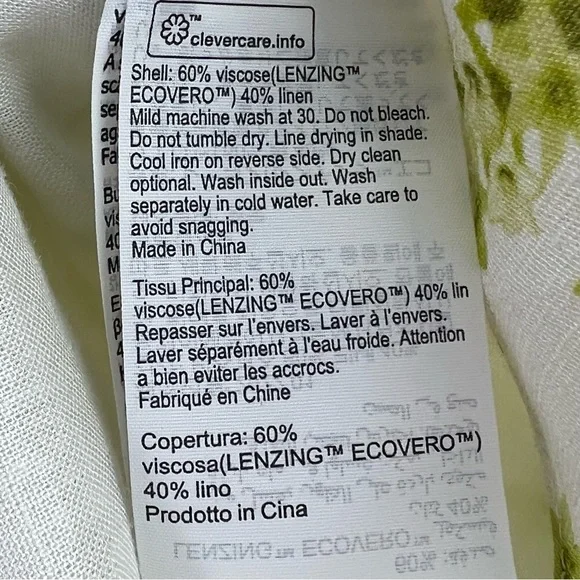 ™
clevercare.info
Shell: 60% viscose(LENZING™
ECOVERO™) 40% linen
Mild machine wash at 30. Do not bleach.
Do not tumble dry. Line drying in shade.
Cool iron on reverse side. Dry clean
optional. Wash inside out. Wash
separately in cold water. Take care to
avoid snagging.
Made in China
Tissu Principal: 60%
viscose(LENZING™ ECOVERO™) 40% lin
Repasser sur l'envers. Laver à l'envers.
Laver séparément à l'eau froide. Attention
a bien eviter les accrocs.
Fabriqué en Chine
Copertura: 60%
viscosa(LENZING™ ECOVERO™)
40% lino
Prodotto in Cina